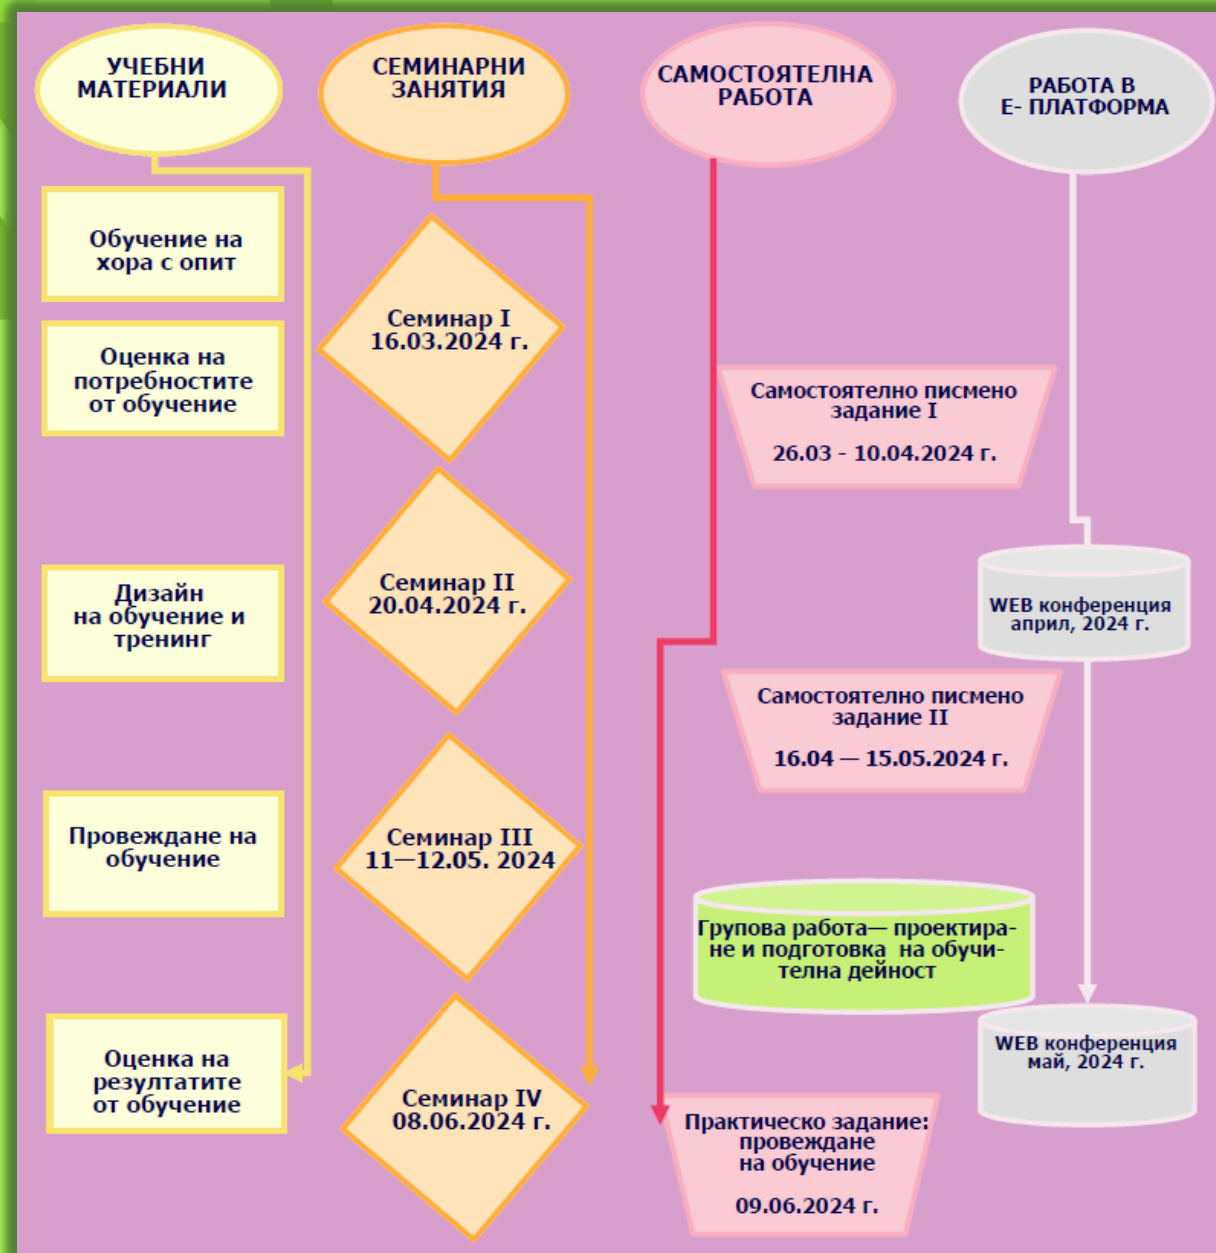 УЧЕБНИ
МАТЕРИАЛИ
СЕМИНАРНИ
ЗАНЯТИЯ
САМОСТОЯТЕЛНА
РАБОТА
РАБОТА В
Е- ПЛАТФОРМА
Обучение на
хора с опит
Оценка на
потребностите
от обучение
Дизайн
на обучение и
тренинг
Провеждане на
обучение
Оценка на
резултатите
от обучение
Семинар I
16.03.2024 г.
Семинар II
20.04.2024 г.
Семинар III
11—12.05. 2024
Семинар IV
08.06.2024 г.
Самостоятелно писмено
задание I
26.03 - 10.04.2024 г.
Самостоятелно писмено
задание II
16.04 — 15.05.2024 г.
Групова работа— проектира-
не и подготовка  на обучи-
телна дейност
Практическо задание:
провеждане
на обучение
09.06.2024 г.
WEB конференция
април, 2024 г.
WEB конференция
май, 2024 г.